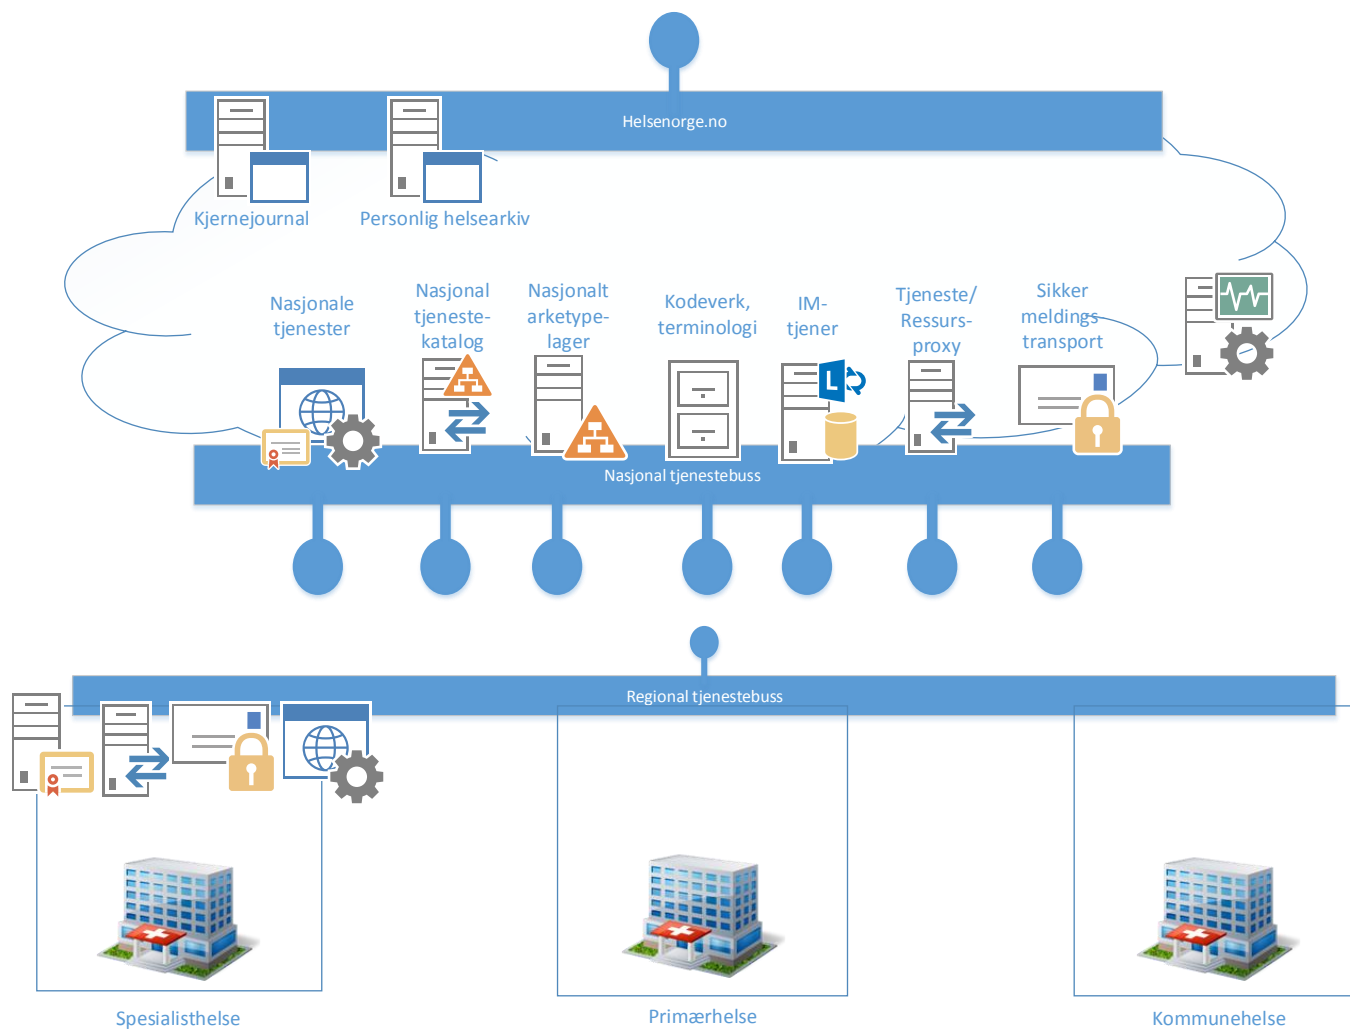 Helsenorge.no
Kjernejournal
Personlig helsearkiv
Nasjonale
tjenester
Nasjonal
tjeneste-
katalog
Nasjonalt
arketype-
lager
Kodeverk,
terminologi
IM-
tjener
Tjeneste/
Ressurs-
proxy
Sikker
meldings-
transport
L
Nasjonal tjenestebuss
Regional tjenestebuss
Spesialisthelse
Primærhelse
Kommunehelse